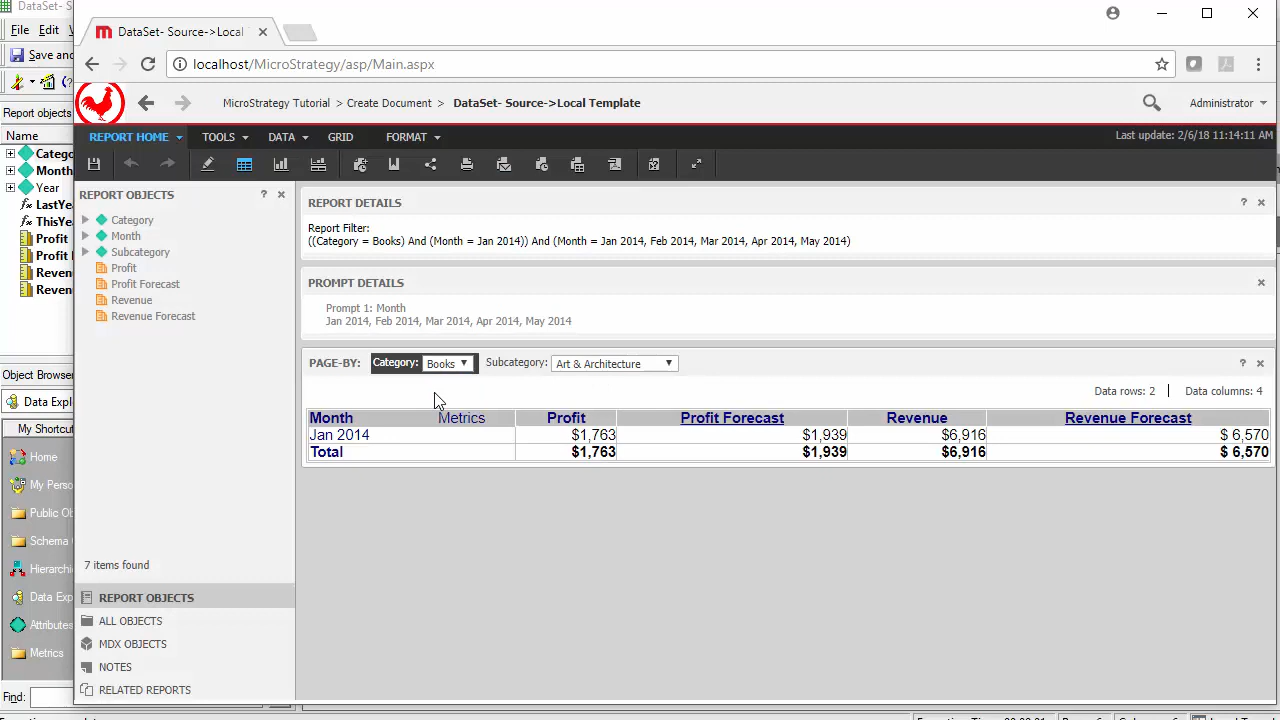 DataSet- S
File Edit
Save and
Report objects
Name
Catego
Month
Year
LastYea
ThisYea
Profit
Profit F
Revenu
Reven
Object Browser
Data Expl
My Shortcut
Home
My Perso
Public Ob
Schema
Hierarchi
Data Exp
Attributes
Metrics
Find:
DataSet- Source->Local
localhost/MicroStrategy/asp/Main.aspx
MicroStrategy Tutorial > Create Document > DataSet- Source->Local Template
Administrator
REPORT HOME TOOLS DATA GRID FORMAT
Last update: 2/6/18 11:14:11 AM
REPORT OBJECTS ?
Category
Month
Subcategory
Profit
Profit Forecast
Revenue
Revenue Forecast
7 items found
REPORT OBJECTS
ALL OBJECTS
MDX OBJECTS
NOTES
RELATED REPORTS
REPORT DETAILS ?
Report Filter:
((Category = Books) And (Month = Jan 2014)) And (Month = Jan 2014, Feb 2014, Mar 2014, Apr 2014, May 2014)
PROMPT DETAILS
Prompt 1: Month
Jan 2014, Feb 2014, Mar 2014, Apr 2014, May 2014
PAGE-BY: Category: Books Subcategory: Art & Architecture ?
Data rows: 2 | Data columns: 4
Month Metrics Profit Profit Forecast Revenue Revenue Forecast
Jan 2014 $1,763 $1,939 $6,916 $ 6,570
Total $1,763 $1,939 $6,916 $ 6,570